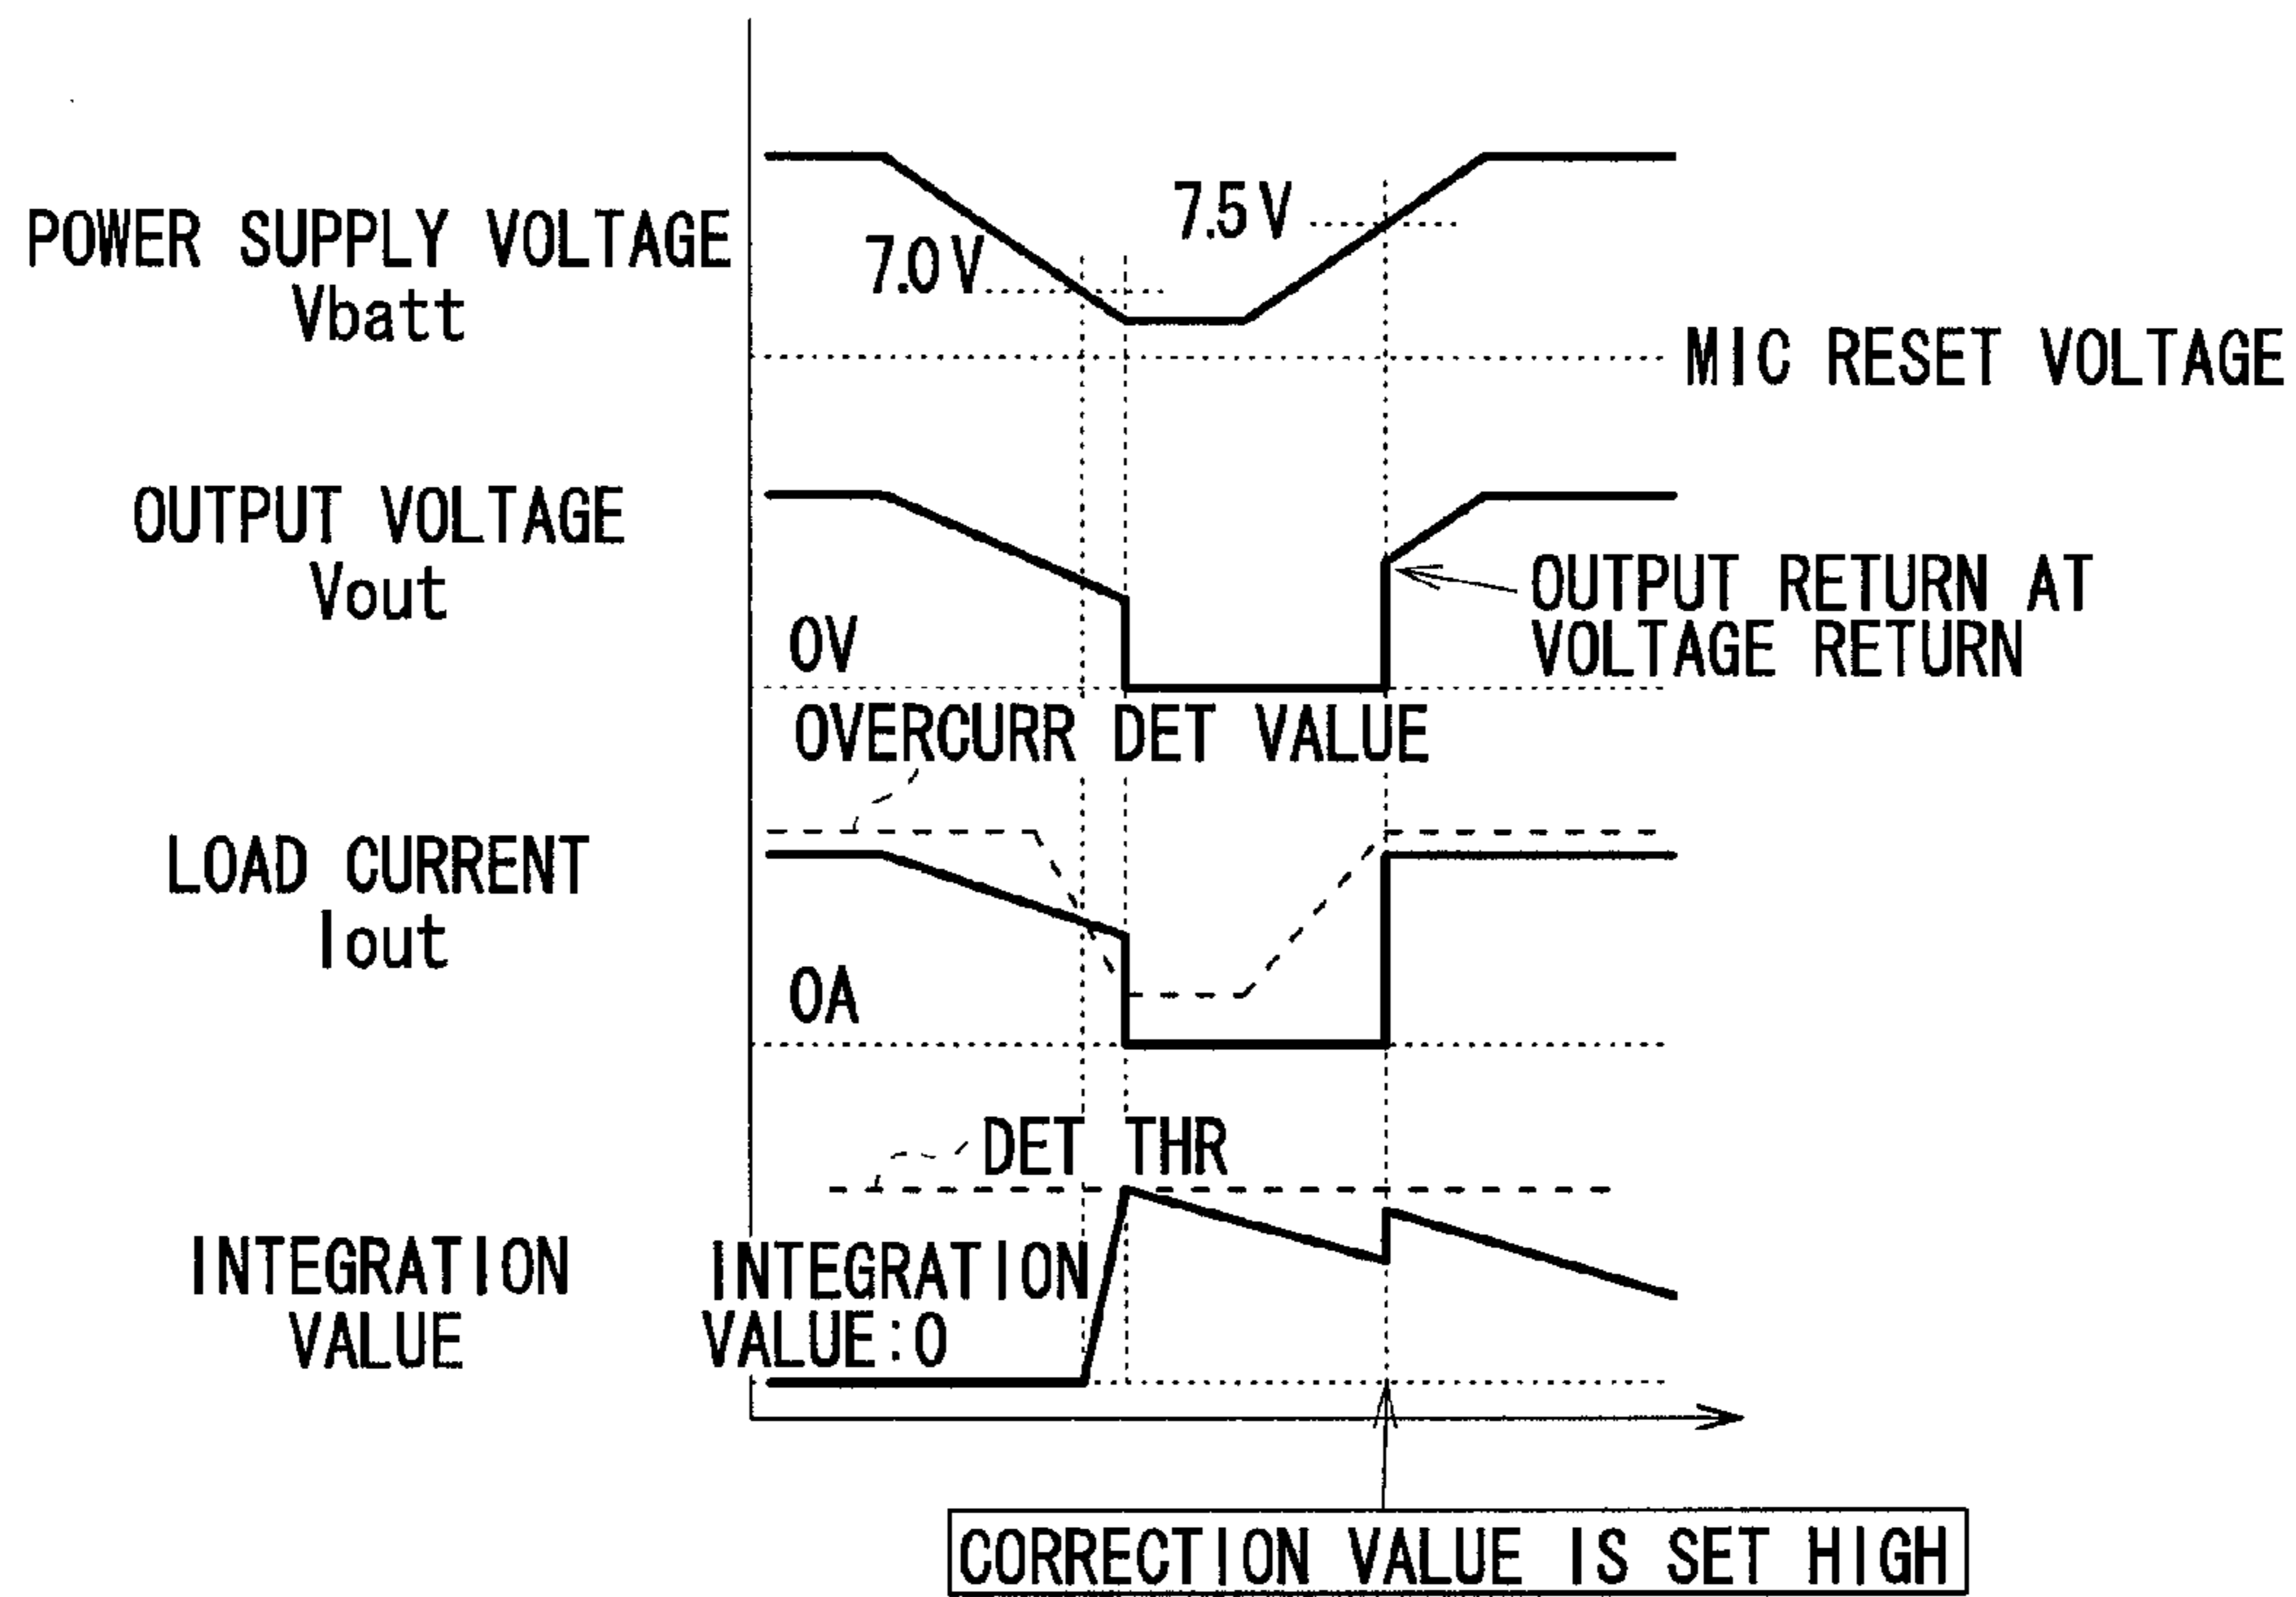 7.5V
POWER SUPPLY VOLTAGE
Vbatt
7.0V
MIC RESET VOLTAGE
OUTPUT VOLTAGE
Vout
OUTPUT RETURN AT
VOLTAGE RETURN
0V
OVERCURR DET VALUE
LOAD CURRENT
Iout
0A
DET THR
INTEGRATION
VALUE
INTEGRATION
VALUE:0
CORRECTION VALUE IS SET HIGH